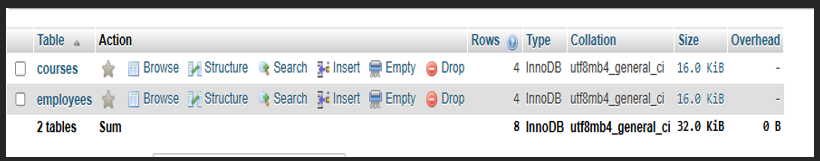 Table Action Rows Type Collation Size Overhead
courses Browse Structure Search Insert Empty Drop 4 InnoDB utf8mb4_general_ci 16.0 KiB -
employees Browse Structure Search Insert Empty Drop 4 InnoDB utf8mb4_general_ci 16.0 KiB -
2 tables Sum 8 InnoDB utf8mb4_general_ci 32.0 KiB 0 B